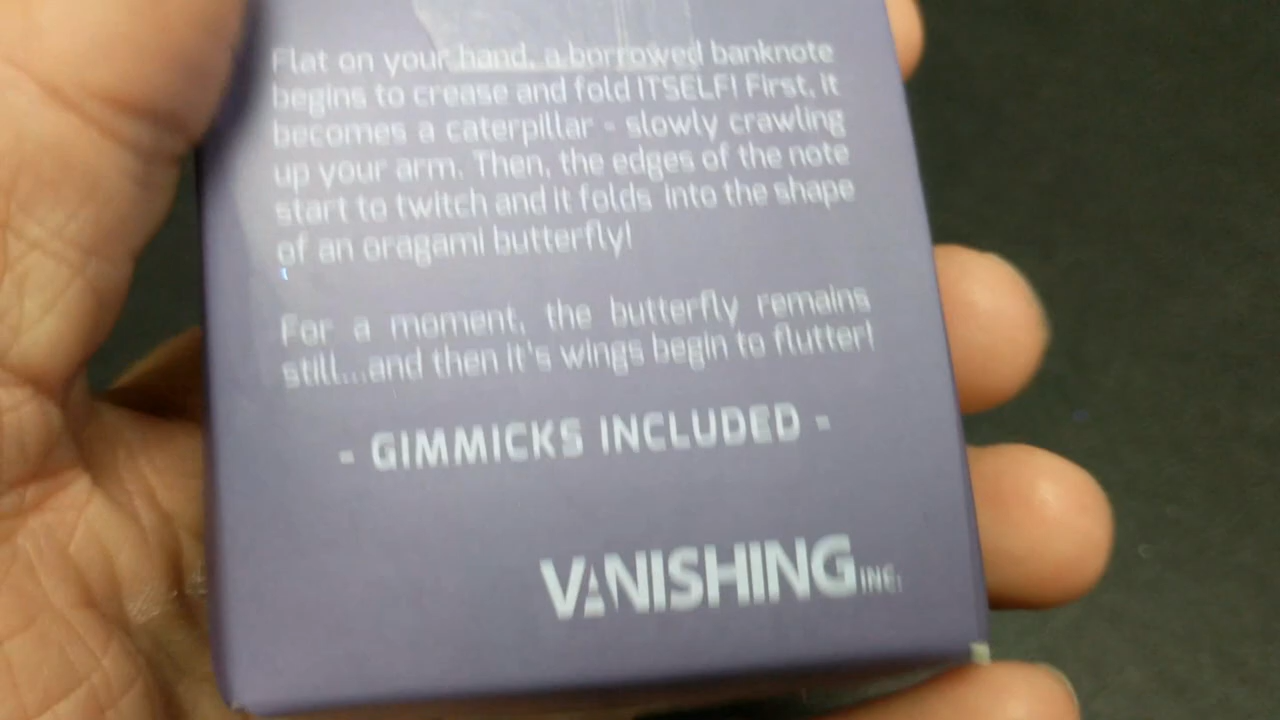 Flat on your hand, a borrowed banknote
begins to crease and fold ITSELF! First, it
becomes a caterpillar - slowly crawling
up your arm. Then, the edges of the note
start to twitch and it folds into the shape
of an oragami butterfly!
For a moment, the butterfly remains
still...and then it's wings begin to flutter!
- GIMMICKS INCLUDED -
VANISHING INC.